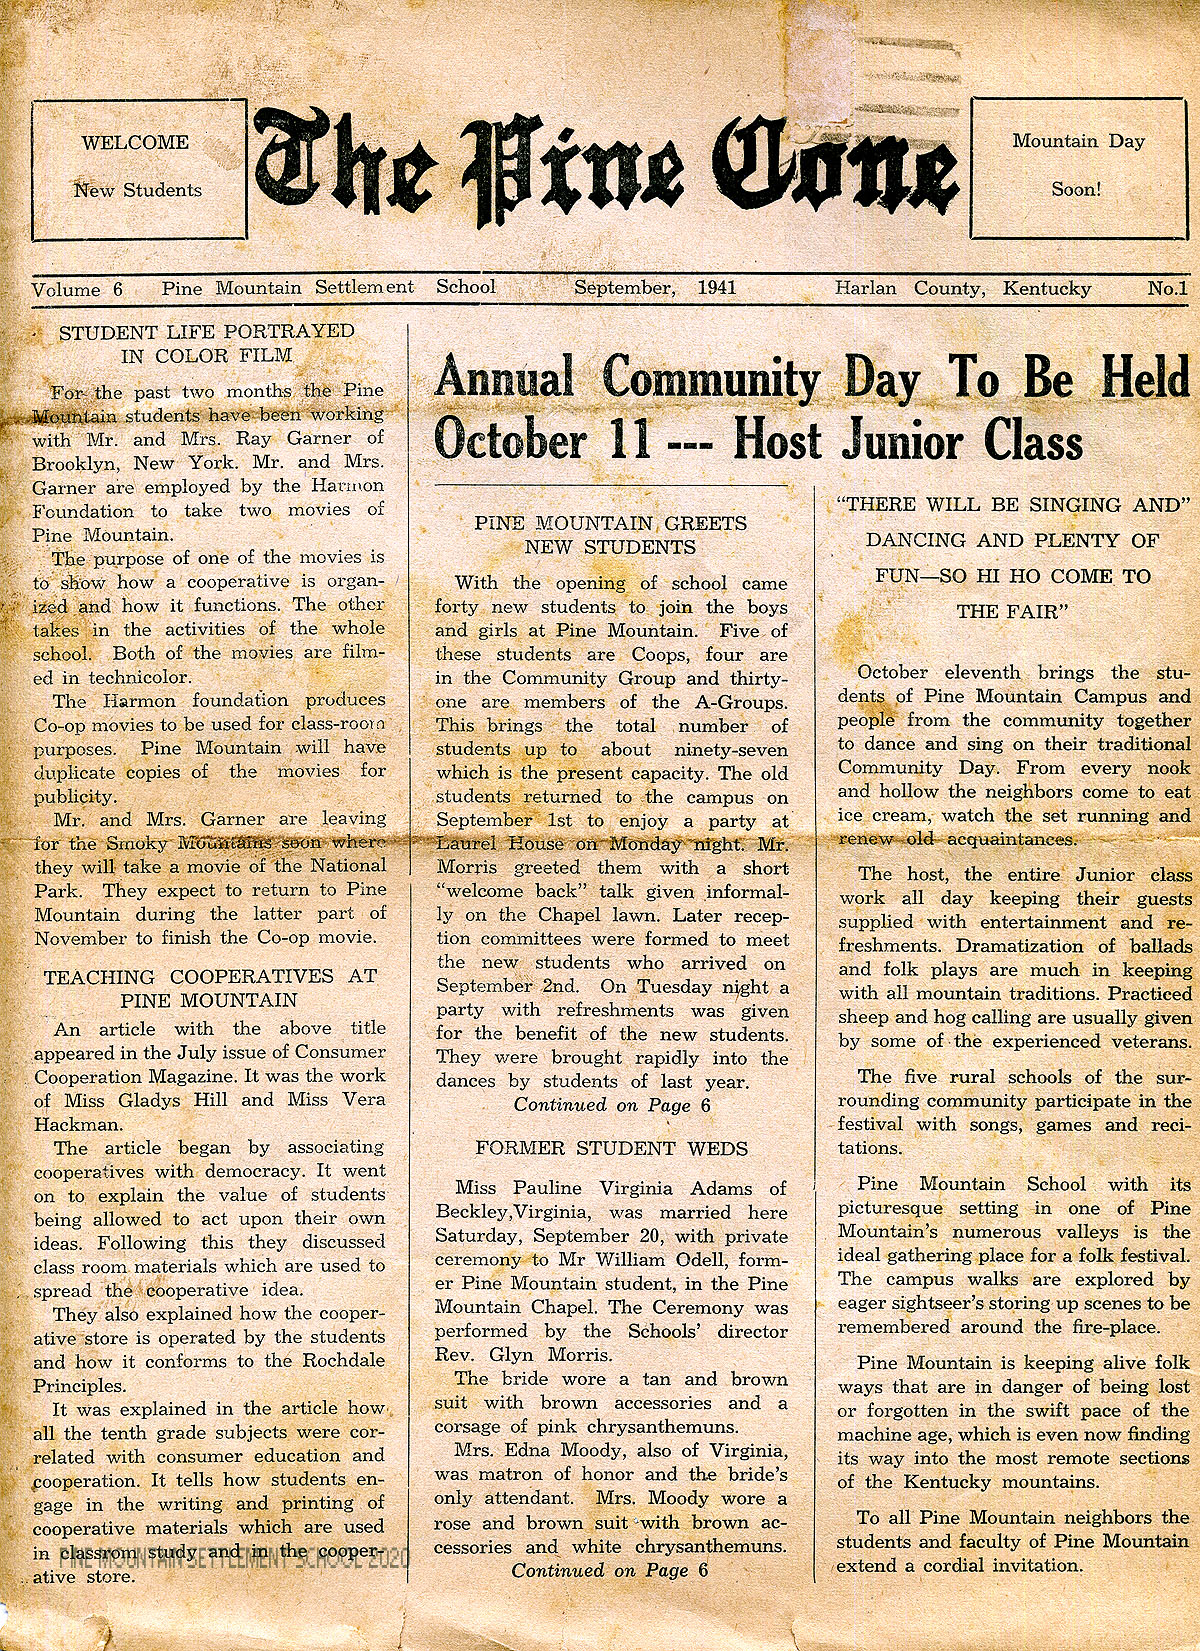 WELCOME
New Students
The Pine Cone
Mountain Day
Soon!
Volume 6 Pine Mountain Settlement School September, 1941 Harlan County, Kentucky No.1
STUDENT LIFE PORTRAYED
IN COLOR FILM
For the past two months the Pine
Mountain students have been working
with Mr. and Mrs. Ray Garner of
Brooklyn, New York. Mr. and Mrs.
Garner are employed by the Harmon
Foundation to take two movies of
Pine Mountain.
The purpose of one of the movies is
to show how a cooperative is organ-
ized and how it functions. The other
takes in the activities of the whole
school. Both of the movies are film-
ed in technicolor.
The Harmon foundation produces
Co-op movies to be used for class-room
purposes. Pine Mountain will have
duplicate copies of the movies for
publicity.
Mr. and Mrs. Garner are leaving
for the Smoky Mountains soon where
they will take a movie of the National
Park. They expect to return to Pine
Mountain during the latter part of
November to finish the Co-op movie.
TEACHING COOPERATIVES AT
PINE MOUNTAIN
An article with the above title
appeared in the July issue of Consumer
Cooperation Magazine. It was the work
of Miss Gladys Hill and Miss Vera
Hackman.
The article began by associating
cooperatives with democracy. It went
on to explain the value of students
being allowed to act upon their own
ideas. Following this they discussed
class room materials which are used to
spread the cooperative idea.
They also explained how the cooper-
ative store is operated by the students
and how it conforms to the Rochdale
Principles.
It was explained in the article how
all the tenth grade subjects were cor-
related with consumer education and
cooperation. It tells how students en-
gage in the writing and printing of
cooperative materials which are used
in classrom study and in the cooper-
ative store.
PINE MOUNTAIN SETTLEMENT SCHOOL 2020
Annual Community Day To Be Held
October 11 --- Host Junior Class
PINE MOUNTAIN GREETS
NEW STUDENTS
With the opening of school came
forty new students to join the boys
and girls at Pine Mountain. Five of
these students are Coops, four are
in the Community Group and thirty-
one are members of the A-Groups.
This brings the total number of
students up to about ninety-seven
which is the present capacity. The old
students returned to the campus on
September 1st to enjoy a party at
Laurel House on Monday night. Mr.
Morris greeted them with a short
“welcome back” talk given informal-
ly on the Chapel lawn. Later recep-
tion committees were formed to meet
the new students who arrived on
September 2nd. On Tuesday night a
party with refreshments was given
for the benefit of the new students.
They were brought rapidly into the
dances by students of last year.
Continued on Page 6
FORMER STUDENT WEDS
Miss Pauline Virginia Adams of
Beckley,Virginia, was married here
Saturday, September 20, with private
ceremony to Mr William Odell, form-
er Pine Mountain student, in the Pine
Mountain Chapel. The Ceremony was
performed by the Schools’ director
Rev. Glyn Morris.
The bride wore a tan and brown
suit with brown accessories and a
corsage of pink chrysanthemuns.
Mrs. Edna Moody, also of Virginia,
was matron of honor and the bride’s
only attendant. Mrs. Moody wore a
rose and brown suit with brown ac-
cessories and white chrysanthemuns.
Continued on Page 6
“THERE WILL BE SINGING AND”
DANCING AND PLENTY OF
FUN—SO HI HO COME TO
THE FAIR”
October eleventh brings the stu-
dents of Pine Mountain Campus and
people from the community together
to dance and sing on their traditional
Community Day. From every nook
and hollow the neighbors come to eat
ice cream, watch the set running and
renew old acquaintances.
The host, the entire Junior class
work all day keeping their guests
supplied with entertainment and re-
freshments. Dramatization of ballads
and folk plays are much in keeping
with all mountain traditions. Practiced
sheep and hog calling are usually given
by some of the experienced veterans.
The five rural schools of the sur-
rounding community participate in the
festival with songs, games and reci-
tations.
Pine Mountain School with its
picturesque setting in one of Pine
Mountain’s numerous valleys is the
ideal gathering place for a folk festival.
The campus walks are explored by
eager sightseer’s storing up scenes to be
remembered around the fire-place.
Pine Mountain is keeping alive folk
ways that are in danger of being lost
or forgotten in the swift pace of the
machine age, which is even now finding
its way into the most remote sections
of the Kentucky mountains.
To all Pine Mountain neighbors the
students and faculty of Pine Mountain
extend a cordial invitation.